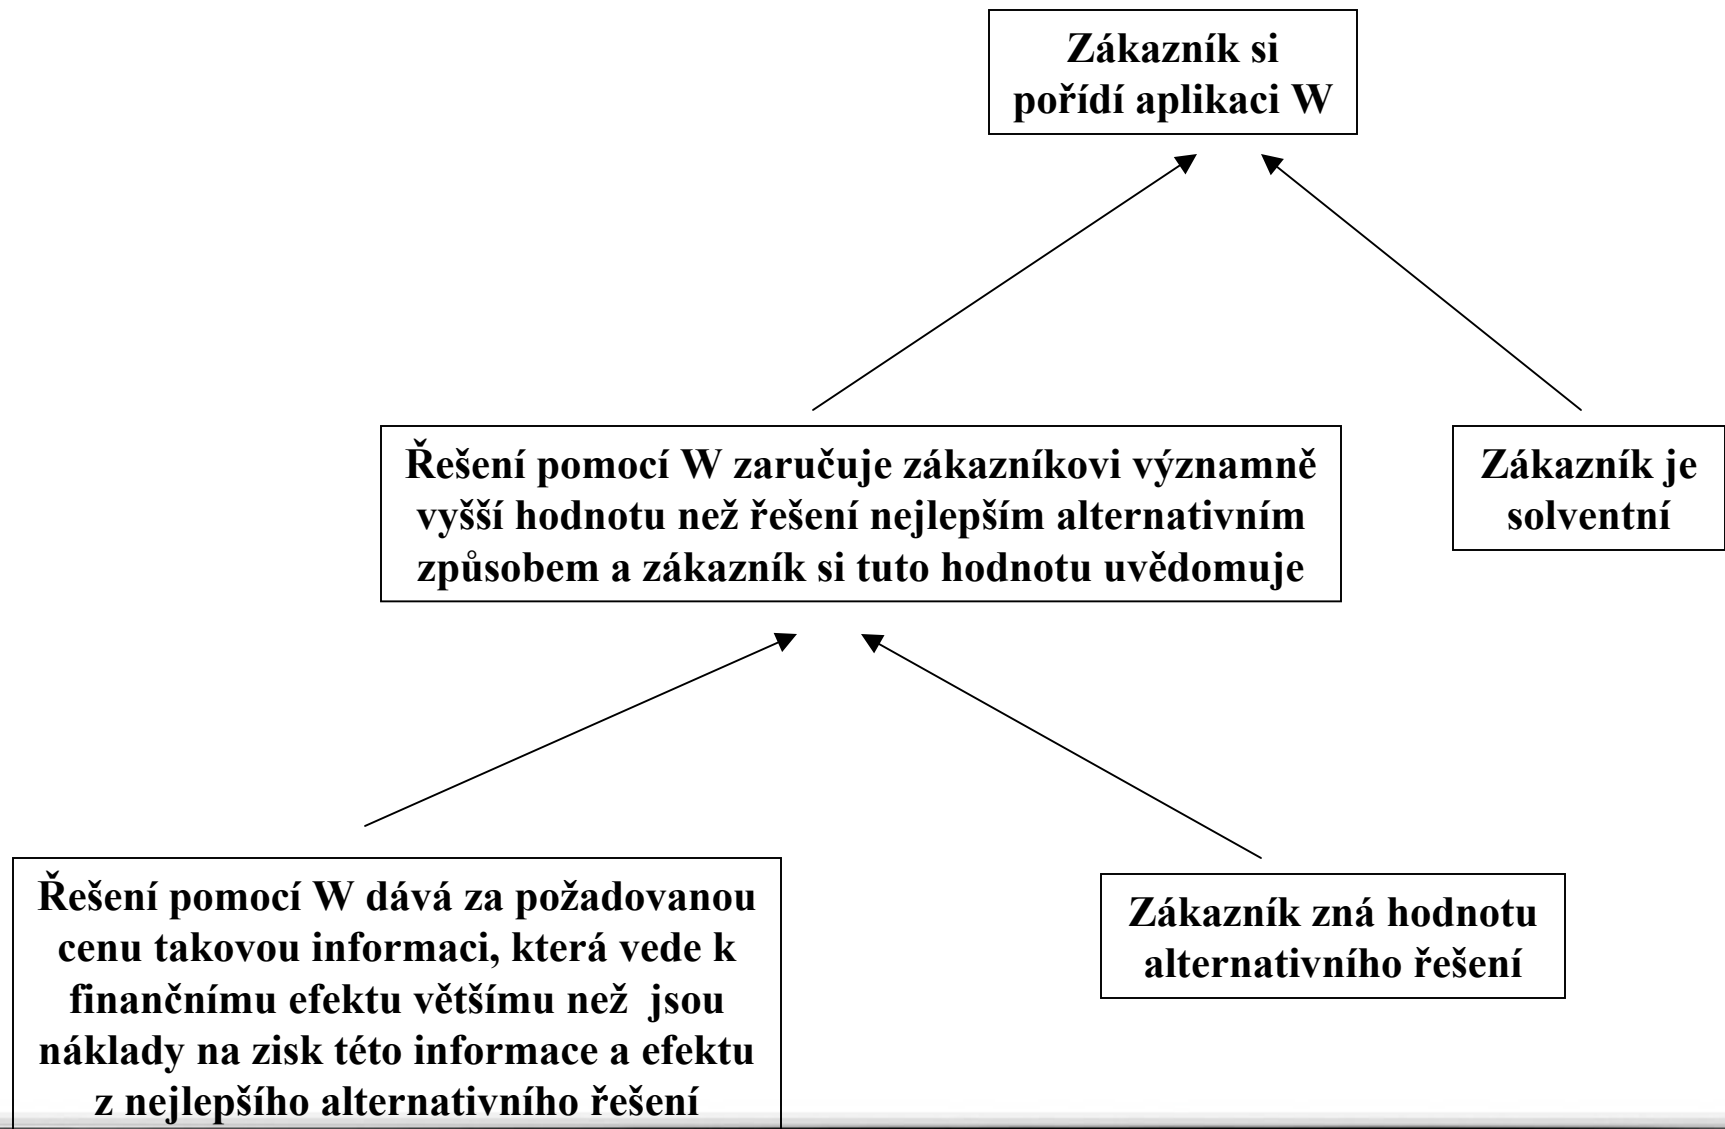 Zákazník si
pořídí aplikaci W
Řešení pomocí W zaručuje zákazníkovi významně
vyšší hodnotu než řešení nejlepším alternativním
způsobem a zákazník si tuto hodnotu uvědomuje
Zákazník je
solventní
Řešení pomocí W dává za požadovanou
cenu takovou informaci, která vede k
finančnímu efektu většímu než jsou
náklady na zisk této informace a efektu
z nejlepšího alternativního řešení
Zákazník zná hodnotu
alternativního řešení